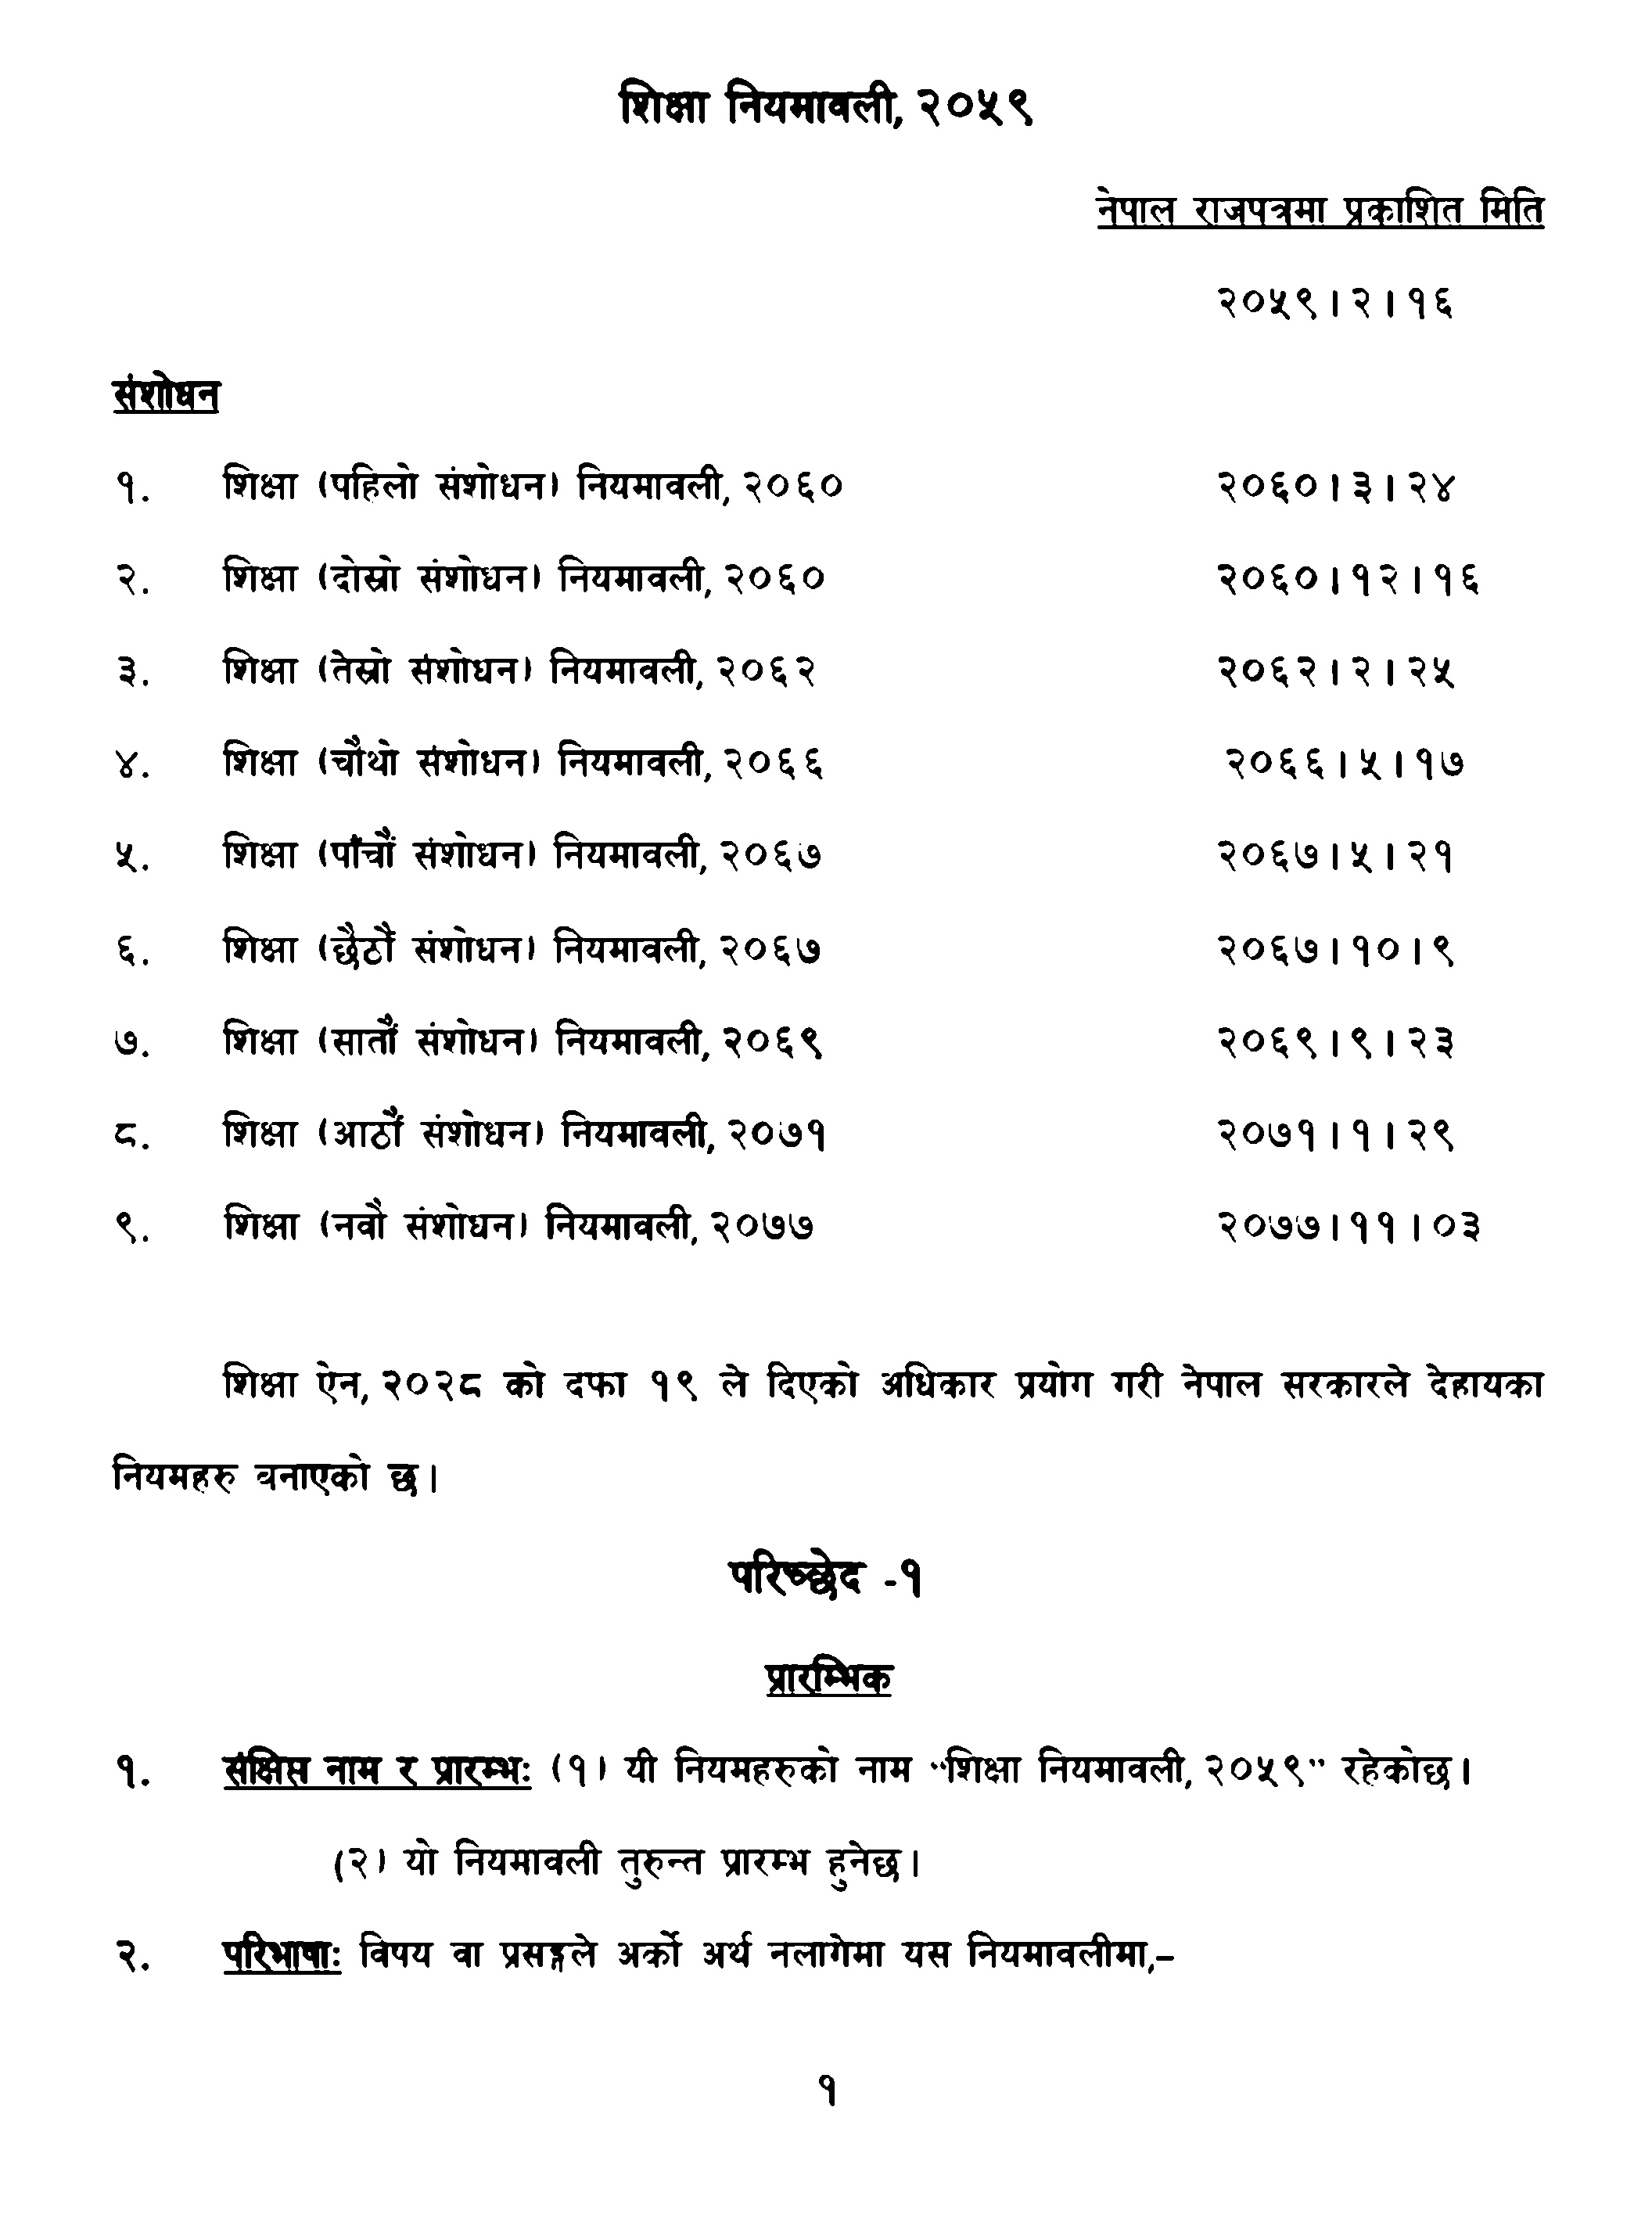 शिक्षा नियमावली, २०५९
नेपाल राजपत्रमा प्रकाशित मिति
२०५९।२।१६
संशोधन
१. शिक्षा (पहिलो संशोधन) नियमावली, २०६० २०६०।३।२४
२. शिक्षा (दोस्रो संशोधन) नियमावली, २०६० २०६०।१२।१६
३. शिक्षा (तेस्रो संशोधन) नियमावली, २०६२ २०६२।२।२५
४. शिक्षा (चौथो संशोधन) नियमावली, २०६६ २०६६।५।१७
५. शिक्षा (पाँचौं संशोधन) नियमावली, २०६७ २०६७।५।२१
६. शिक्षा (छैठौं संशोधन) नियमावली, २०६७ २०६७।१०।९
७. शिक्षा (सातौं संशोधन) नियमावली, २०६९ २०६९।९।२३
८. शिक्षा (आठौं संशोधन) नियमावली, २०७१ २०७१।१।२९
९. शिक्षा (नवौ संशोधन) नियमावली, २०७७ २०७७।११।०३
शिक्षा ऐन, २०२८ को दफा १९ ले दिएको अधिकार प्रयोग गरी नेपाल सरकारले देहायका
नियमहरु बनाएको छ।
परिच्छेद -१
प्रारम्भिक
१. संक्षिप्त नाम र प्रारम्भः (१) यी नियमहरुको नाम “शिक्षा नियमावली, २०५९” रहेकोछ।
(२) यो नियमावली तुरुन्त प्रारम्भ हुनेछ।
२. परिभाषाः विषय वा प्रसङ्गले अर्को अर्थ नलागेमा यस नियमावलीमा,–
१